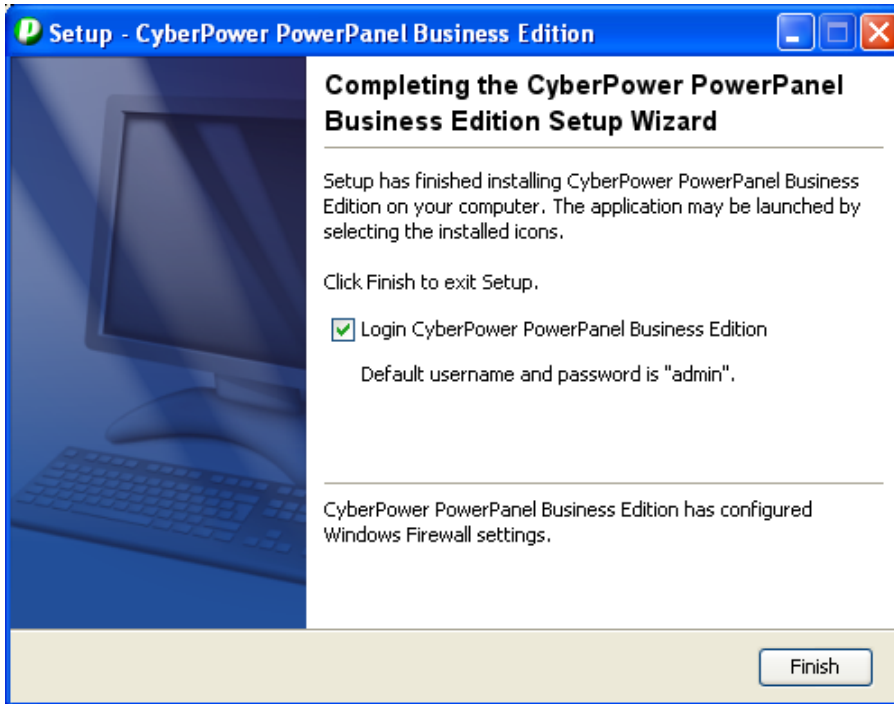 Setup - CyberPower PowerPanel Business Edition
Completing the CyberPower PowerPanel
Business Edition Setup Wizard
Setup has finished installing CyberPower PowerPanel Business
Edition on your computer. The application may be launched by
selecting the installed icons.
Click Finish to exit Setup.
Login CyberPower PowerPanel Business Edition
Default username and password is "admin".
CyberPower PowerPanel Business Edition has configured
Windows Firewall settings.
Finish